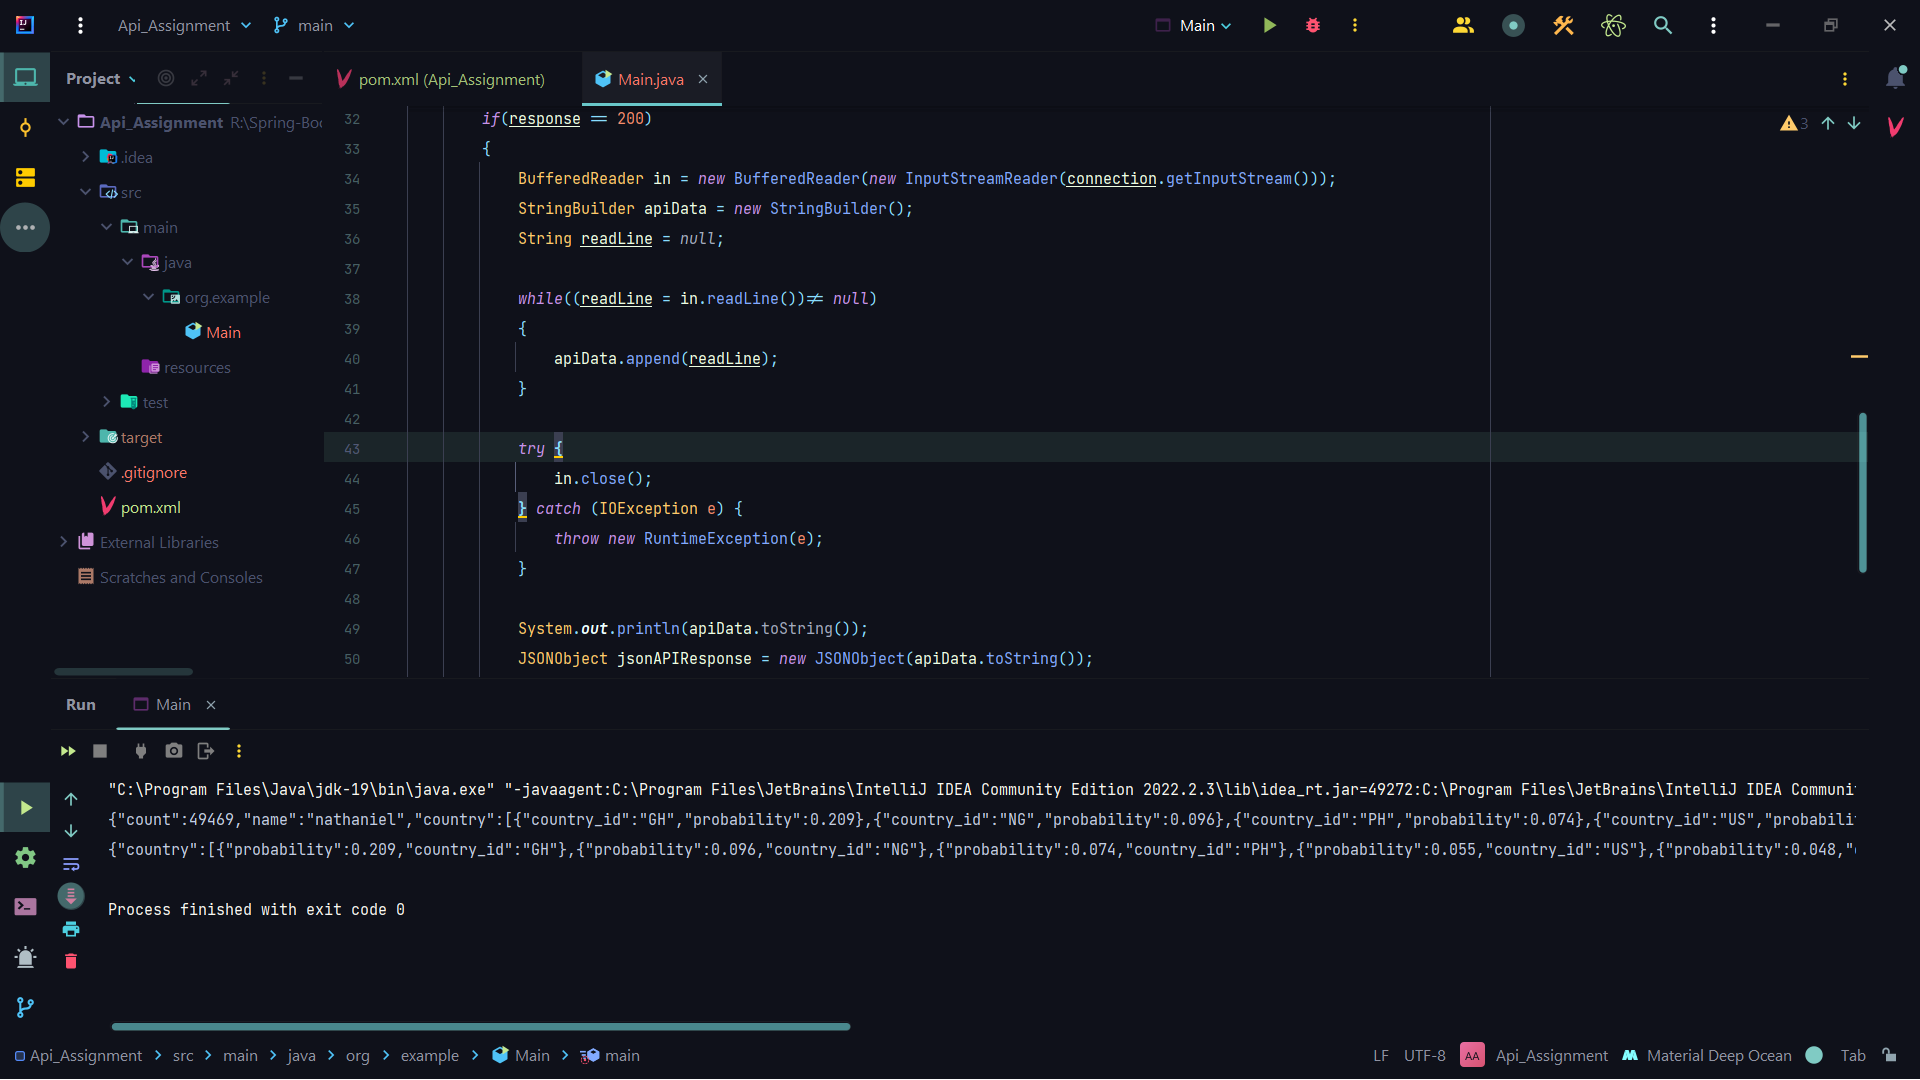 Api_Assignment
main
Main
Project
pom.xml (Api_Assignment)
Main.java
Api_Assignment R:\Spring-Boo
.idea
src
main
java
org.example
Main
resources
test
target
.gitignore
pom.xml
External Libraries
Scratches and Consoles
3
32 if(response == 200)
33 {
34 BufferedReader in = new BufferedReader(new InputStreamReader(connection.getInputStream()));
35 StringBuilder apiData = new StringBuilder();
36 String readLine = null;
37
38 while((readLine = in.readLine())!= null)
39 {
40 apiData.append(readLine);
41 }
42
43 try {
44 in.close();
45 } catch (IOException e) {
46 throw new RuntimeException(e);
47 }
48
49 System.out.println(apiData.toString());
50 JSONObject jsonAPIResponse = new JSONObject(apiData.toString());
Run
Main
"C:\Program Files\Java\jdk-19\bin\java.exe" "-javaagent:C:\Program Files\JetBrains\IntelliJ IDEA Community Edition 2022.2.3\lib\idea_rt.jar=49272:C:\Program Files\JetBrains\IntelliJ IDEA Communi
{"count":49469,"name":"nathaniel","country":[{"country_id":"GH","probability":0.209},{"country_id":"NG","probability":0.096},{"country_id":"PH","probability":0.074},{"country_id":"US","probabilit
{"country":[{"probability":0.209,"country_id":"GH"},{"probability":0.096,"country_id":"NG"},{"probability":0.074,"country_id":"PH"},{"probability":0.055,"country_id":"US"},{"probability":0.048,"
Process finished with exit code 0
Api_Assignment
src
main
java
org
example
Main
main
LF
UTF-8
AA
Api_Assignment
Material Deep Ocean
Tab